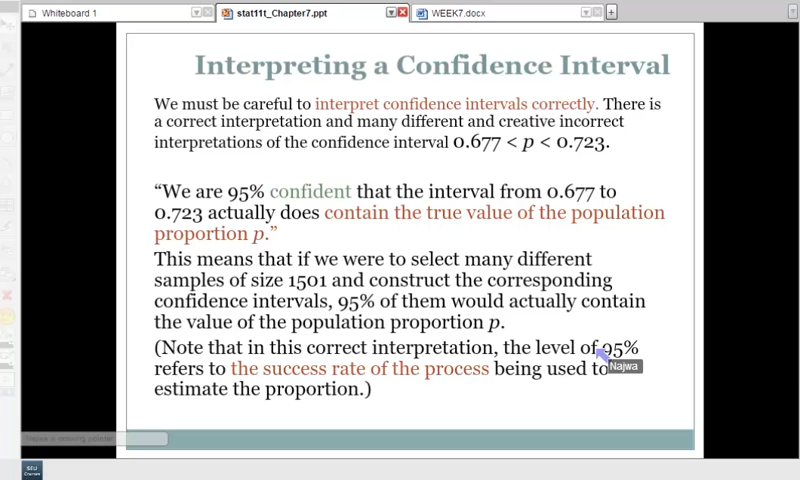 Whiteboard 1
stat11t_Chapter7.ppt
WEEK7.docx
Interpreting a Confidence Interval
We must be careful to interpret confidence intervals correctly. There is
a correct interpretation and many different and creative incorrect
interpretations of the confidence interval 0.677 < p < 0.723.
“We are 95% confident that the interval from 0.677 to
0.723 actually does contain the true value of the population
proportion p.”
This means that if we were to select many different
samples of size 1501 and construct the corresponding
confidence intervals, 95% of them would actually contain
the value of the population proportion p.
(Note that in this correct interpretation, the level of 95%
refers to the success rate of the process being used to
Najwa
estimate the proportion.)
SEU